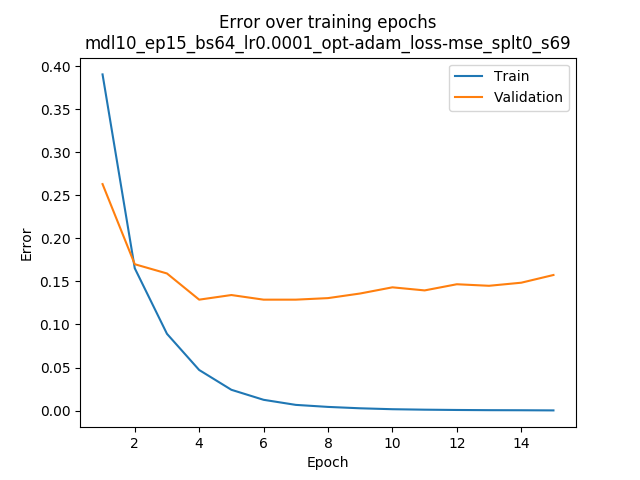 Error over training epochs
mdl10_ep15_bs64_lr0.0001_opt-adam_loss-mse_splt0_s69
Train
Validation
0.40
0.35
0.30
0.25
0.20
0.15
0.10
0.05
0.00
Error
2 4 6 8 10 12 14
Epoch